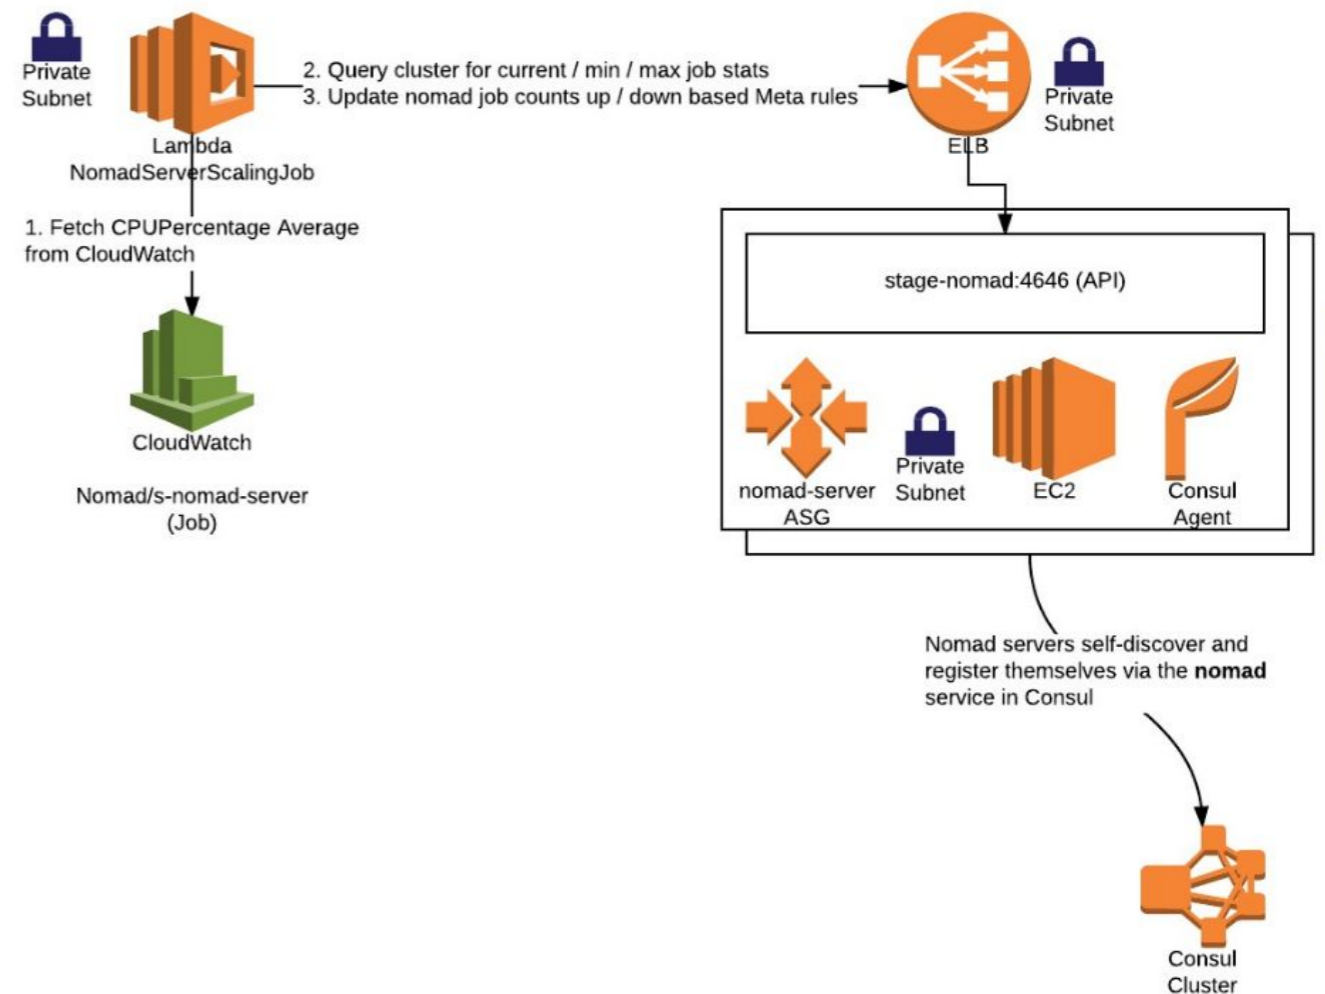 Private
Subnet
Lambda
NomadServerScalingJob
2. Query cluster for current / min / max job stats
3. Update nomad job counts up / down based Meta rules
ELB
Private
Subnet
1. Fetch CPUPercentage Average
from CloudWatch
CloudWatch
Nomad/s-nomad-server
(Job)
stage-nomad:4646 (API)
nomad-server
ASG
Private
Subnet
EC2
Consul
Agent
Nomad servers self-discover and
register themselves via the nomad
service in Consul
Consul
Cluster